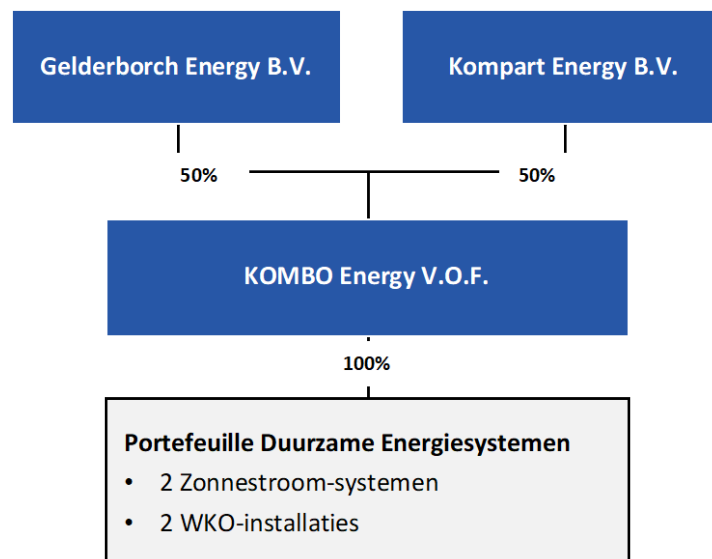 Gelderborch Energy B.V.
Kompart Energy B.V.
50%
50%
KOMBO Energy V.O.F.
100%
Portefeuille Duurzame Energiesystemen
• 2 Zonnestroom-systemen
• 2 WKO-installaties